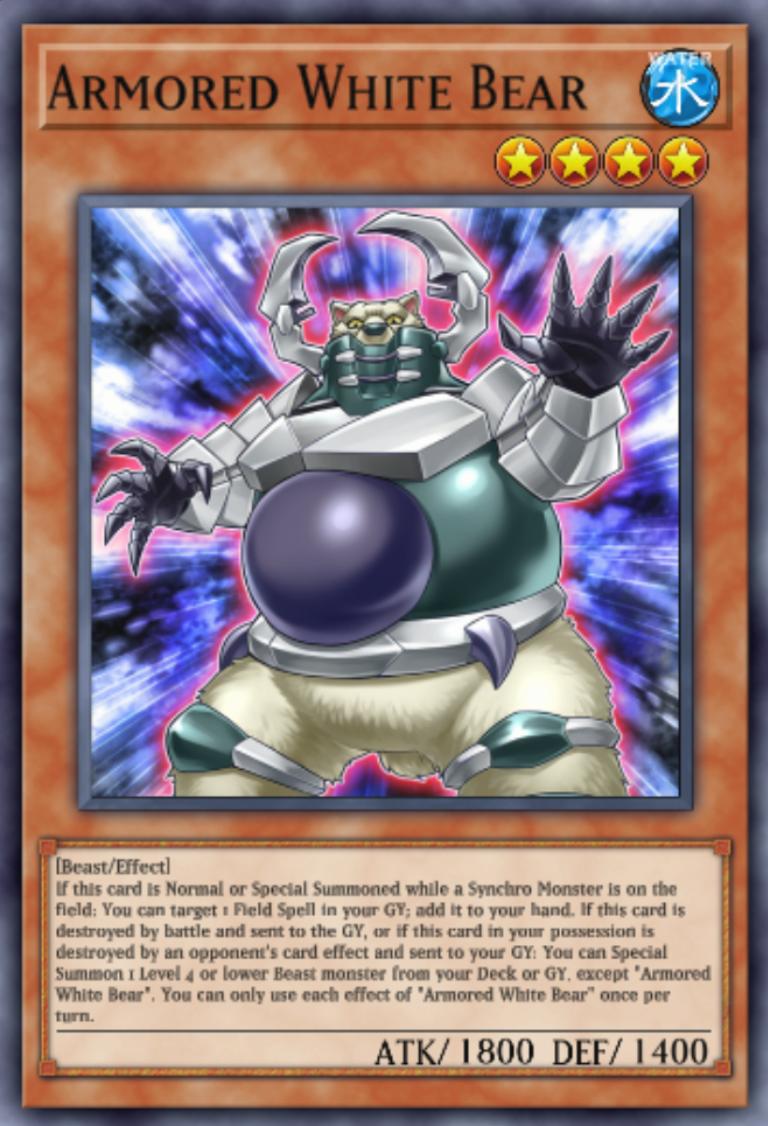 Armored White Bear
WATER
水
[Beast/Effect]
If this card is Normal or Special Summoned while a Synchro Monster is on the
field: You can target 1 Field Spell in your GY; add it to your hand. If this card is
destroyed by battle and sent to the GY, or if this card in your possession is
destroyed by an opponent's card effect and sent to your GY: You can Special
Summon 1 Level 4 or lower Beast monster from your Deck or GY, except "Armored
White Bear". You can only use each effect of "Armored White Bear" once per
turn.
ATK/ 1800 DEF/ 1400